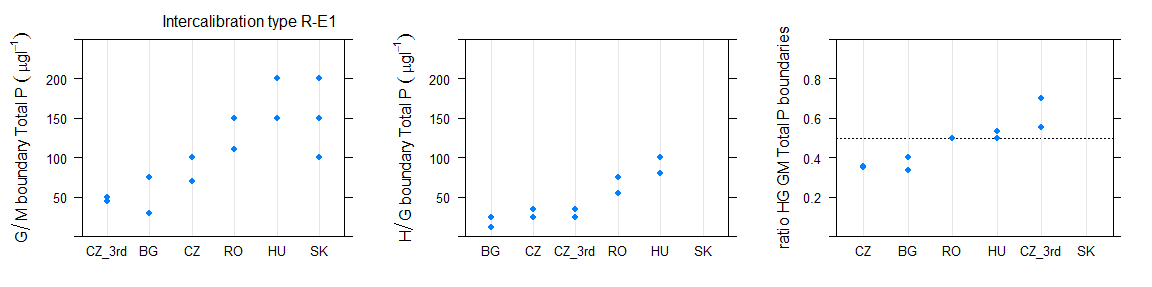 Intercalibration type R-E1
G/M boundary Total P ( µgl⁻¹)
200
150
100
50
CZ_3rd BG CZ RO HU SK
H/G boundary Total P ( µgl⁻¹)
200
150
100
50
BG CZ CZ_3rd RO HU SK
ratio HG GM Total P boundaries
0.8
0.6
0.4
0.2
CZ BG RO HU CZ_3rd SK